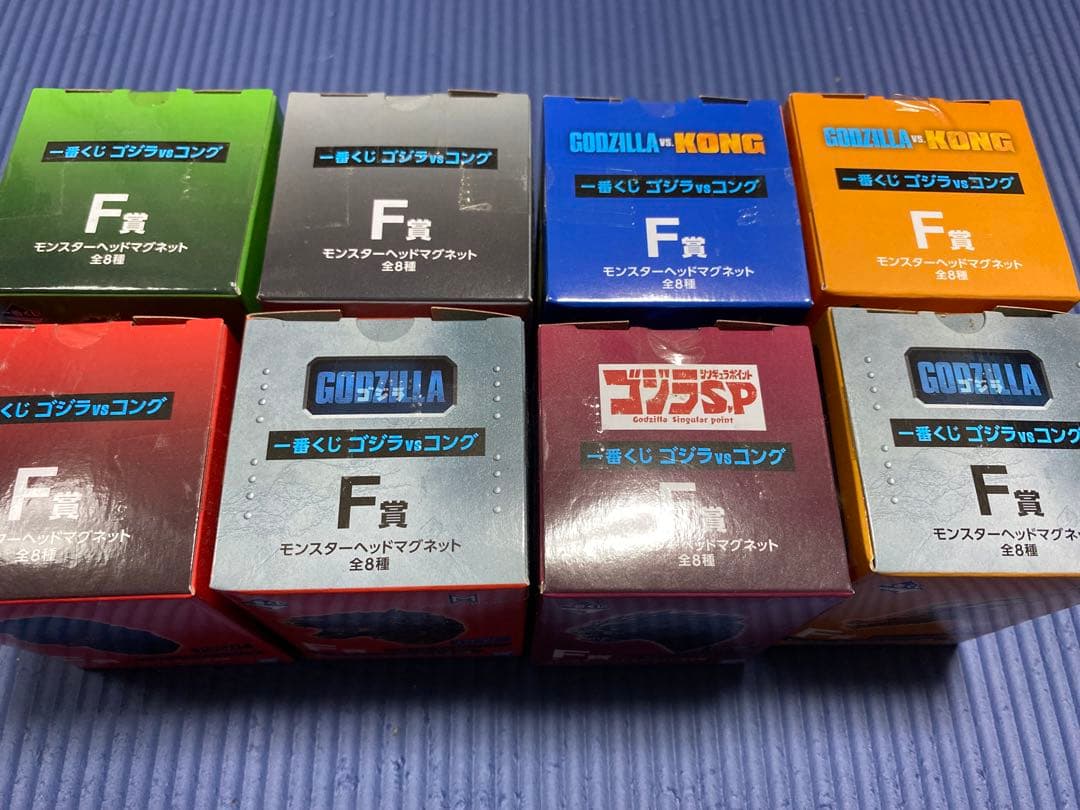 一番くじ ゴジラvsコング
F賞
モンスターヘッドマグネット
全8種
一番くじ ゴジラvsコング
F賞
モンスターヘッドマグネット
全8種
GODZILLA vs. KONG
一番くじ ゴジラvsコング
F賞
モンスターヘッドマグネット
全8種
GODZILLA vs. KONG
一番くじ ゴジラvsコング
F賞
モンスターヘッドマグネット
全8種
くじ ゴジラvsコング
F賞
ターヘッドマグネット
全8種
GODZILLA
ゴジラ
一番くじ ゴジラvsコング
F賞
モンスターヘッドマグネット
全8種
シンギュラポイント
ゴジラS.P
Godzilla Singular point
一番くじ ゴジラvsコング
F賞
ヘッドマグネット
全8種
GODZILLA
ゴジラ
一番くじ ゴジラvsコング
F賞
モンスターヘッドマグネッ
全8種